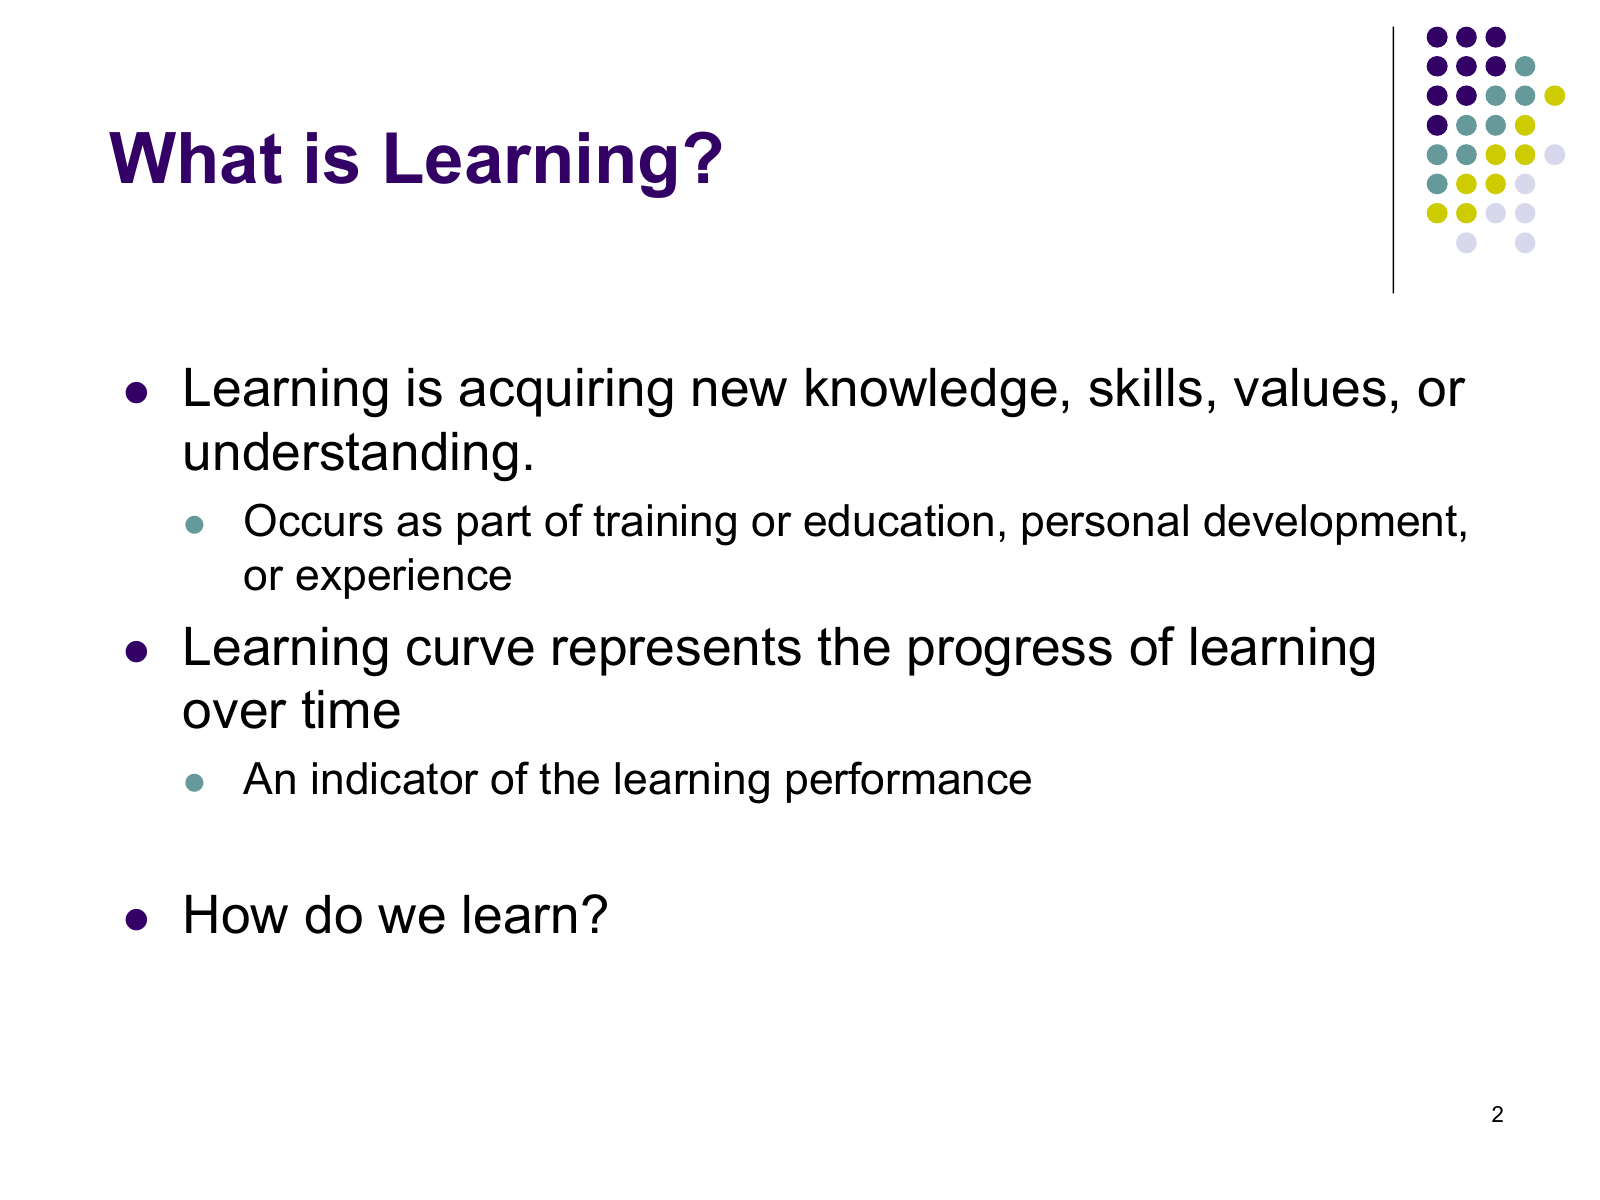 What is Learning?
Learning is acquiring new knowledge, skills, values, or
understanding.
Occurs as part of training or education, personal development,
or experience
Learning curve represents the progress of learning
over time
An indicator of the learning performance
How do we learn?
2